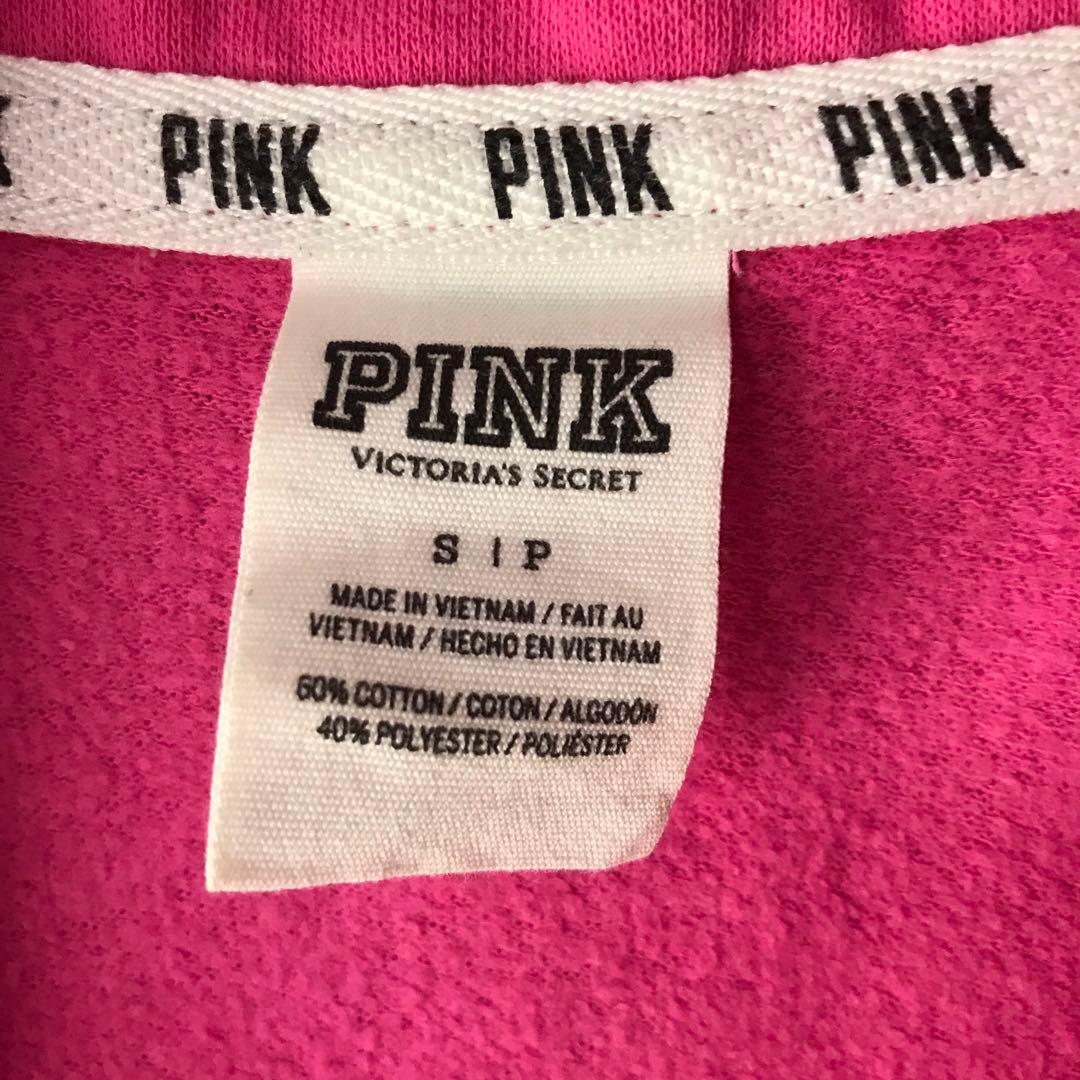 PINK PINK PINK
PINK
VICTORIA'S SECRET
S | P
MADE IN VIETNAM / FAIT AU
VIETNAM / HECHO EN VIETNAM
60% COTTON / COTON / ALGODÓN
40% POLYESTER / POLIÉSTER